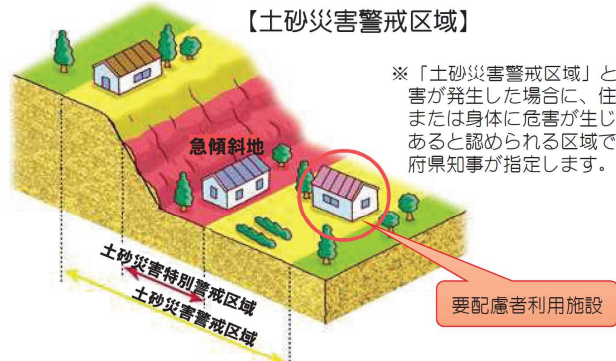 【土砂災害警戒区域】
※「土砂災害警戒区域」と
害が発生した場合に、住
または身体に危害が生じ
あると認められる区域で
府県知事が指定します。
急傾斜地
土砂災害特別警戒区域
土砂災害警戒区域
要配慮者利用施設